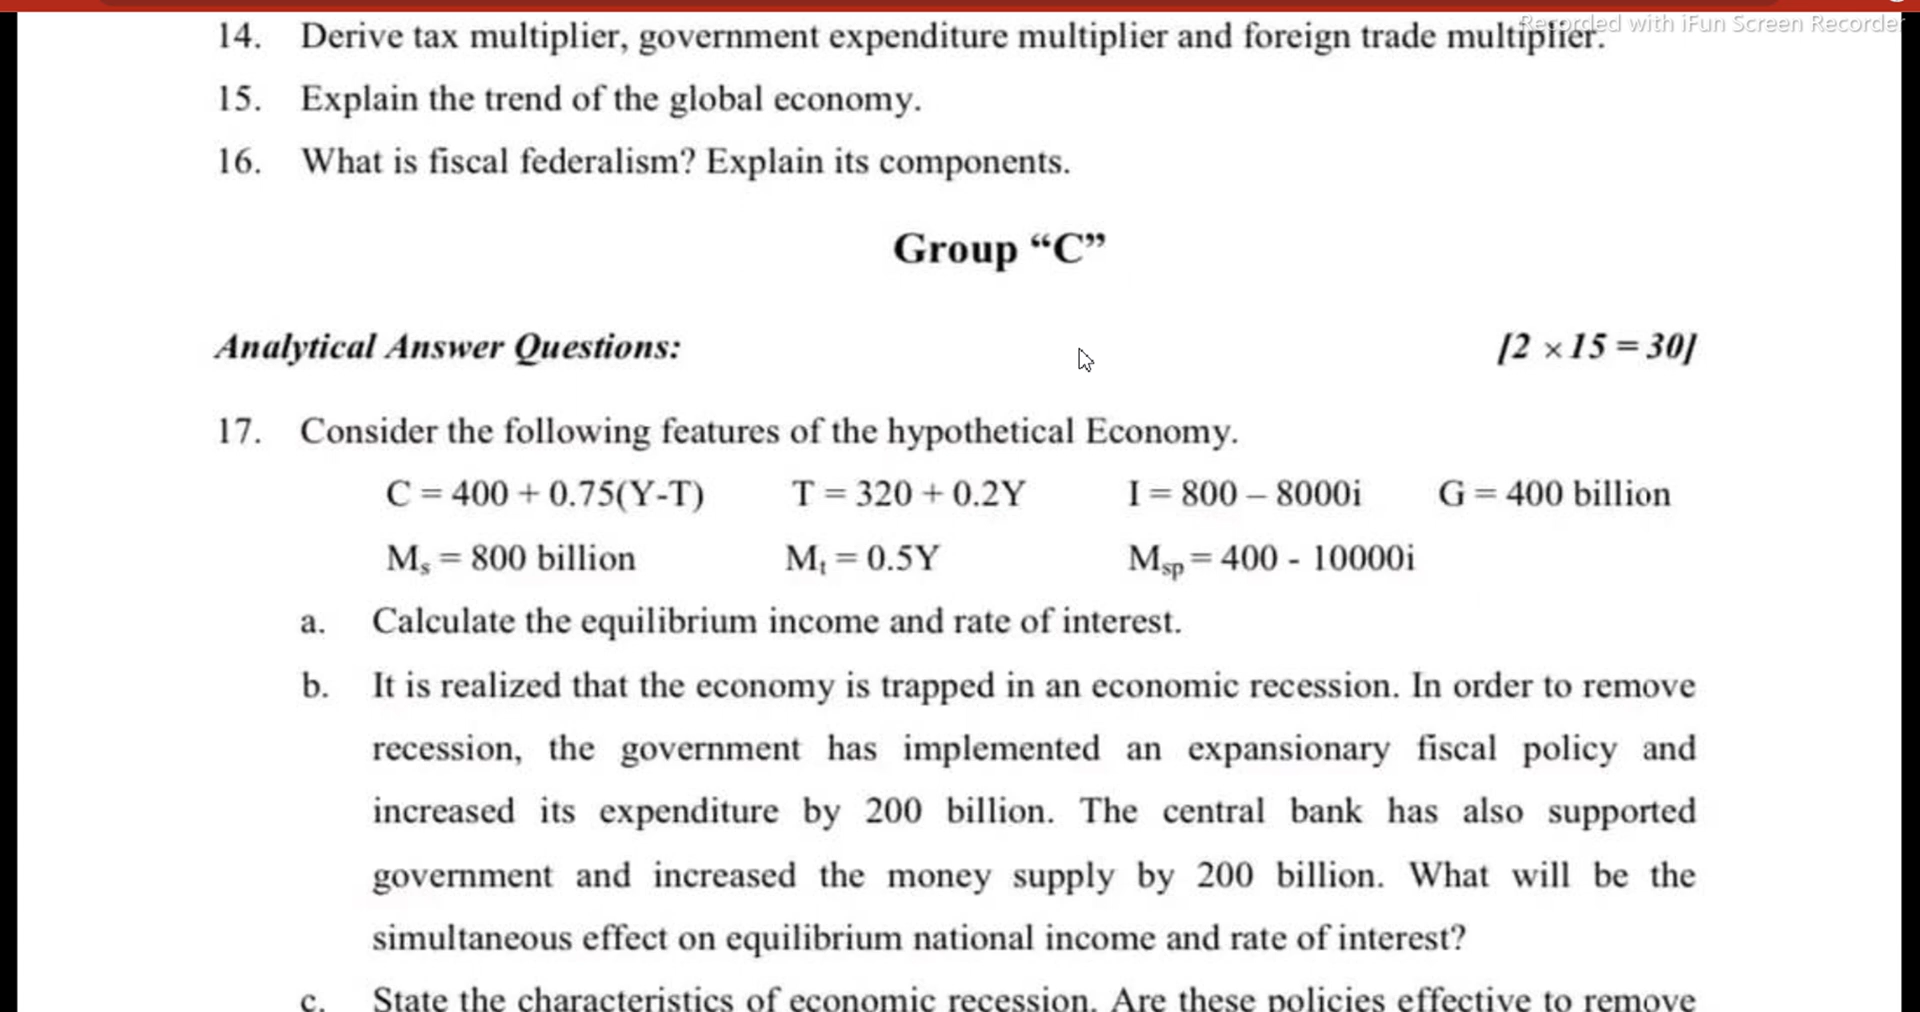 Recorded with iFun Screen Recorder
14. Derive tax multiplier, government expenditure multiplier and foreign trade multiplier.
15. Explain the trend of the global economy.
16. What is fiscal federalism? Explain its components.
Group “C”
Analytical Answer Questions: [2 ×15 = 30]
17. Consider the following features of the hypothetical Economy.
C = 400 + 0.75(Y-T) T = 320 + 0.2Y I = 800 – 8000i G = 400 billion
Ms = 800 billion Mt = 0.5Y Msp = 400 - 10000i
a. Calculate the equilibrium income and rate of interest.
b. It is realized that the economy is trapped in an economic recession. In order to remove
recession, the government has implemented an expansionary fiscal policy and
increased its expenditure by 200 billion. The central bank has also supported
government and increased the money supply by 200 billion. What will be the
simultaneous effect on equilibrium national income and rate of interest?
c. State the characteristics of economic recession. Are these policies effective to remove